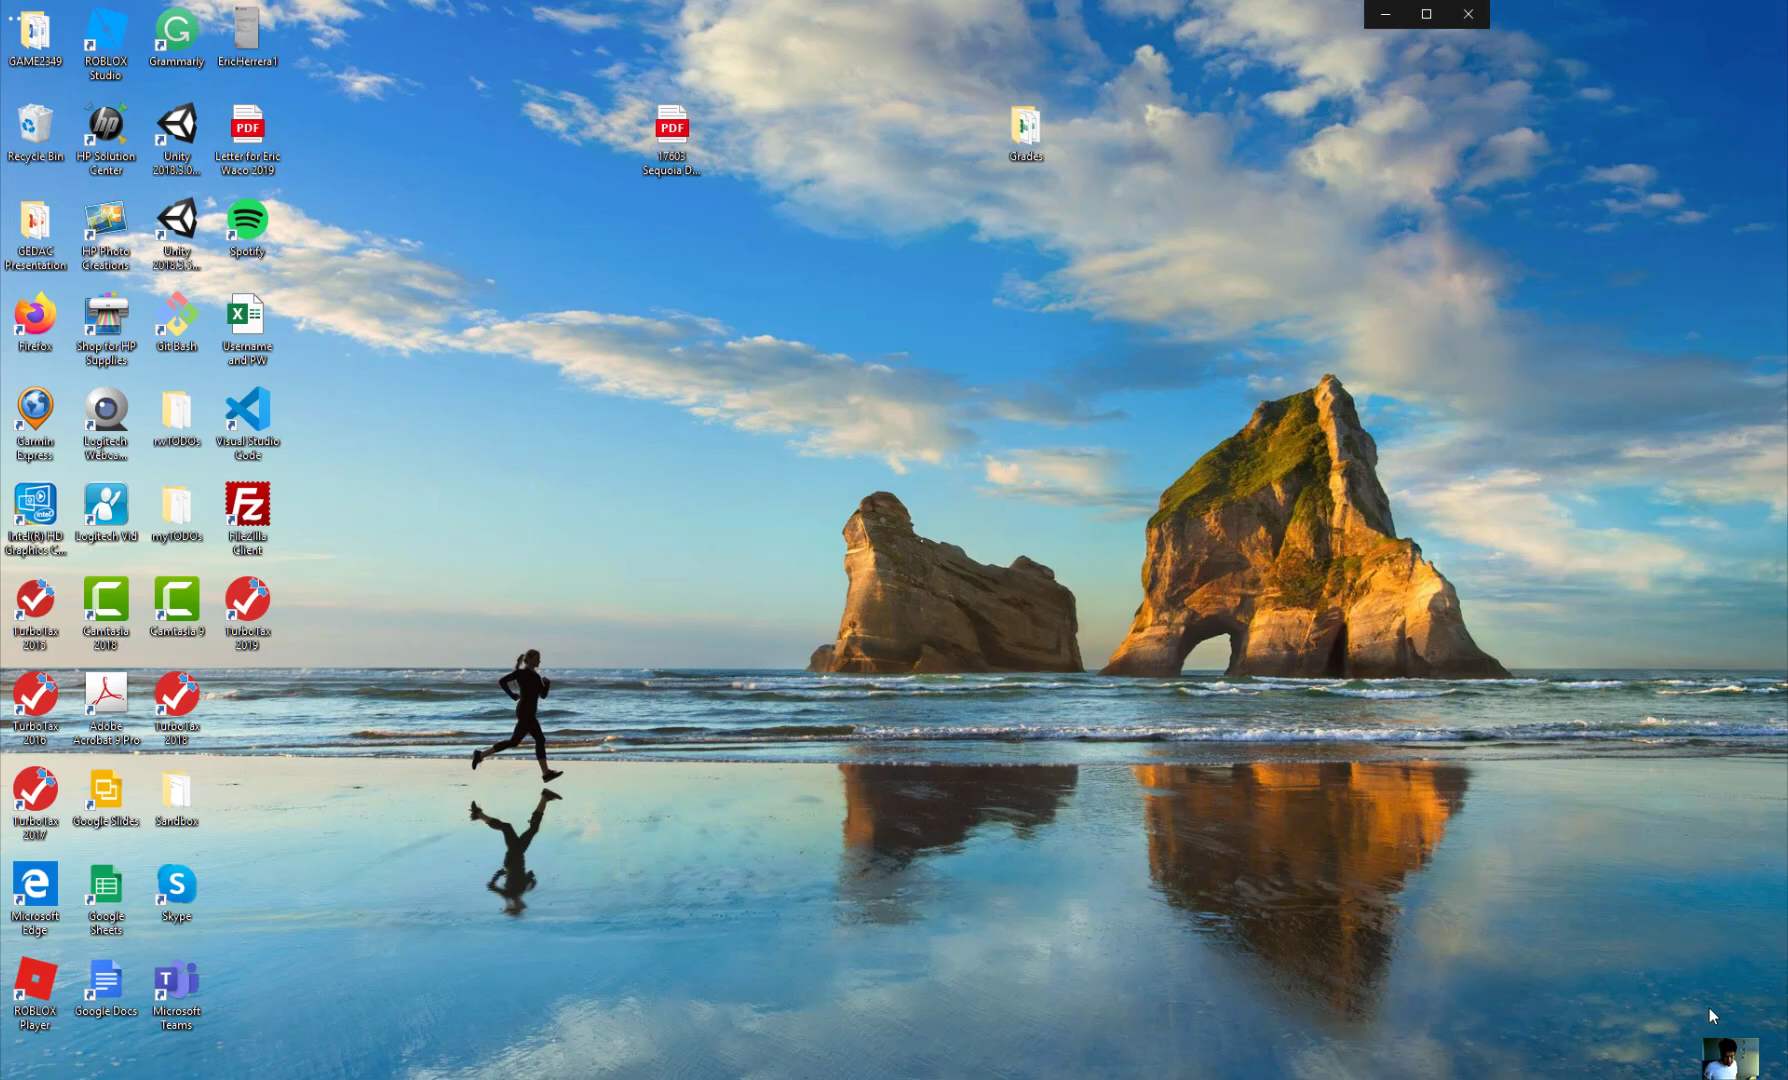 GAME2349
ROBLOX
Studio
Grammarly
EricHerrera1
Recycle Bin
HP Solution
Center
Unity
2018.3.0...
PDF
Letter for Eric
Waco 2019
PDF
17603
Sequoia D...
Grades
GEDAC
Presentation
HP Photo
Creations
Unity
2018.3.3...
Spotify
Firefox
Shop for HP
Supplies
Git Bash
Username
and PW
Garmin
Express
Logitech
Webca...
rwTODOs
Visual Studio
Code
Intel(R) HD
Graphics C...
Logitech Vid
myTODOs
FileZilla
Client
TurboTax
2015
Camtasia
2018
Camtasia 9
TurboTax
2019
TurboTax
2016
Adobe
Acrobat 9 Pro
TurboTax
2018
TurboTax
2017
Google Slides
Sandbox
Microsoft
Edge
Google
Sheets
Skype
ROBLOX
Player
Google Docs
Microsoft
Teams